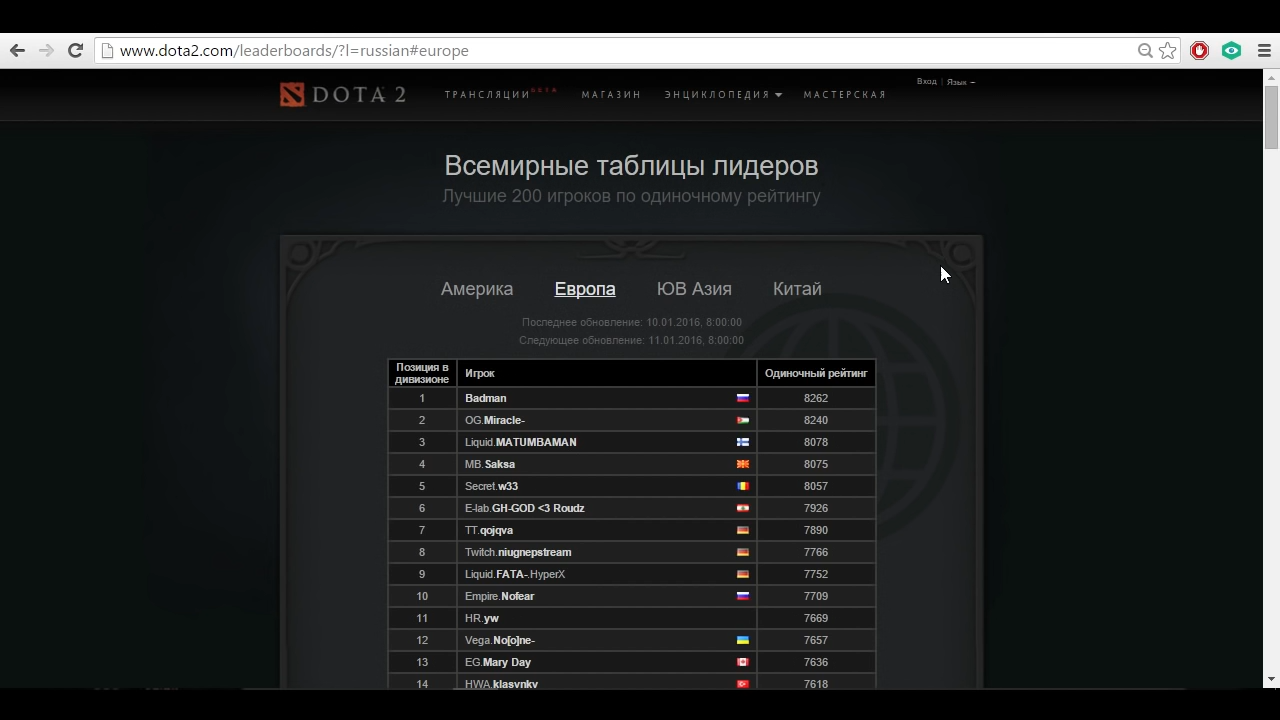 www.dota2.com/leaderboards/?l=russian#europe
Вход | Язык
DOTA 2 ТРАНСЛЯЦИИ BETA МАГАЗИН ЭНЦИКЛОПЕДИЯ МАСТЕРСКАЯ
Всемирные таблицы лидеров
Лучшие 200 игроков по одиночному рейтингу
Америка Европа ЮВ Азия Китай
Последнее обновление: 10.01.2016, 8:00:00
Следующее обновление: 11.01.2016, 8:00:00
Позиция в дивизионе Игрок Одиночный рейтинг
1 Badman 8262
2 OG.Miracle- 8240
3 Liquid.MATUMBAMAN 8078
4 MB.Saksa 8075
5 Secret.w33 8057
6 E-lab.GH-GOD <3 Roudz 7926
7 TT.qojqva 7890
8 Twitch.niugnepstream 7766
9 Liquid.FATA-.HyperX 7752
10 Empire.Nofear 7709
11 HR.yw 7669
12 Vega.No[o]ne- 7657
13 EG.Mary Day 7636
14 HWA.klasvnkv 7618